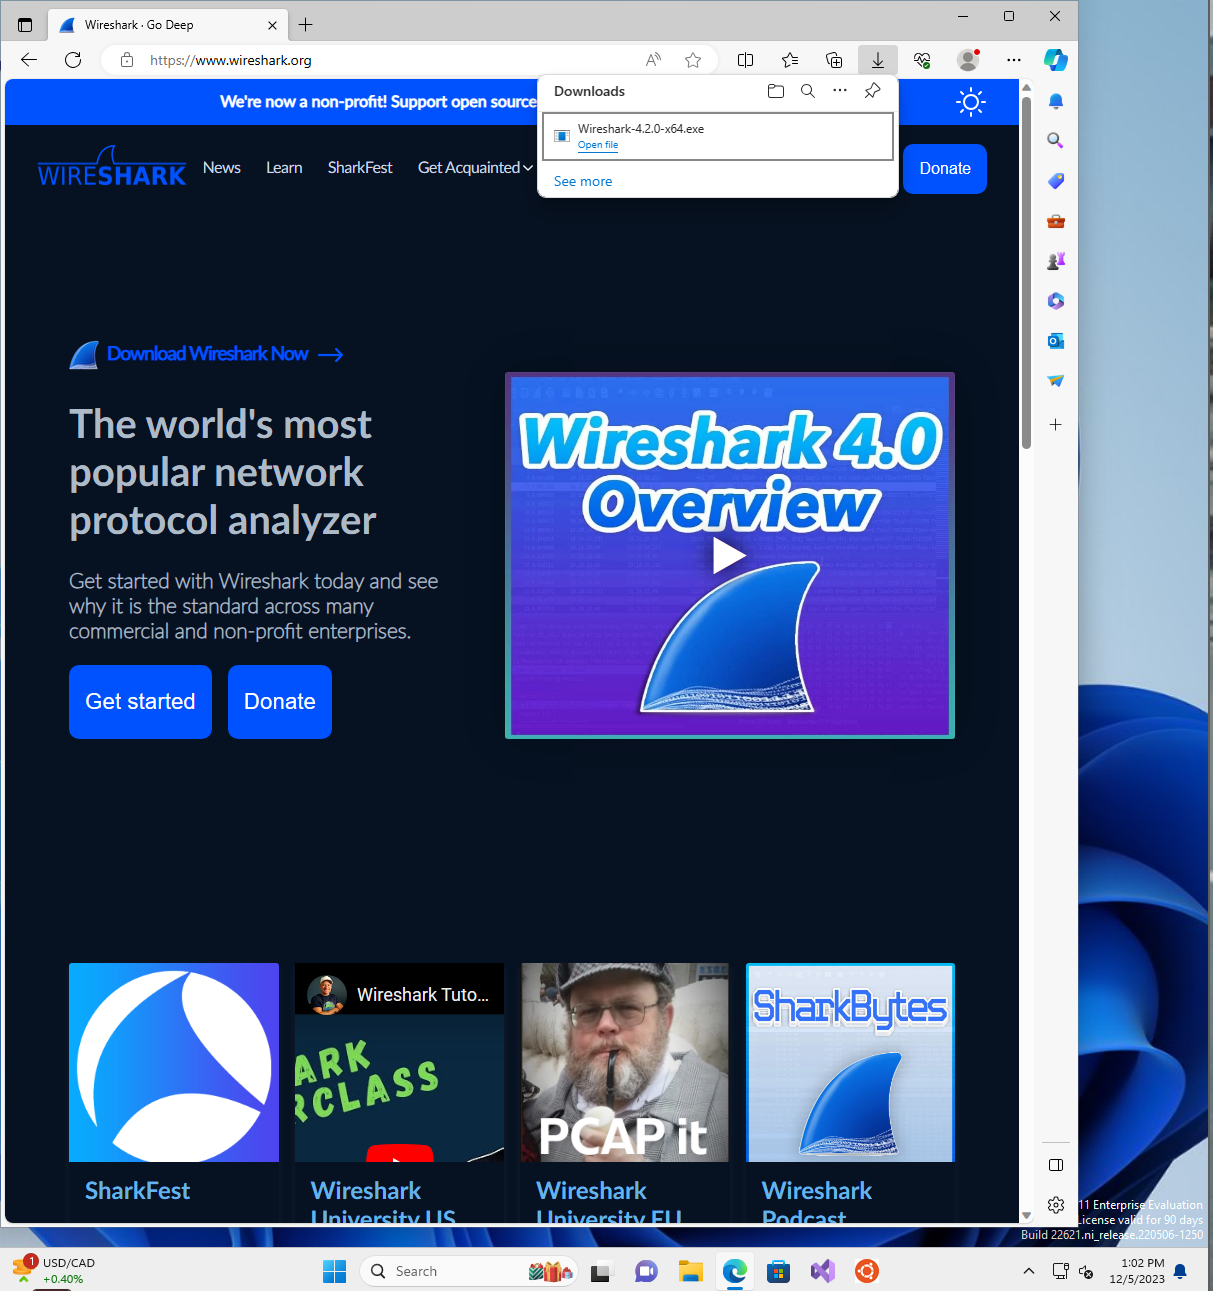 Wireshark · Go Deep
https://www.wireshark.org
We're now a non-profit! Support open source
Downloads
Wireshark-4.2.0-x64.exe
Open file
See more
WIRESHARK
News
Learn
SharkFest
Get Acquainted
Donate
Download Wireshark Now
The world's most
popular network
protocol analyzer
Get started with Wireshark today and see
why it is the standard across many
commercial and non-profit enterprises.
Get started
Donate
Wireshark 4.0
Overview
Wireshark Tuto...
ARK
RCLASS
PCAP it
SharkBytes
SharkFest
Wireshark
University US
Wireshark
University EU
Wireshark
Podcast
11 Enterprise Evaluation
License valid for 90 days
Build 22621.ni_release.220506-1250
1
USD/CAD
+0.40%
Search
1:02 PM
12/5/2023